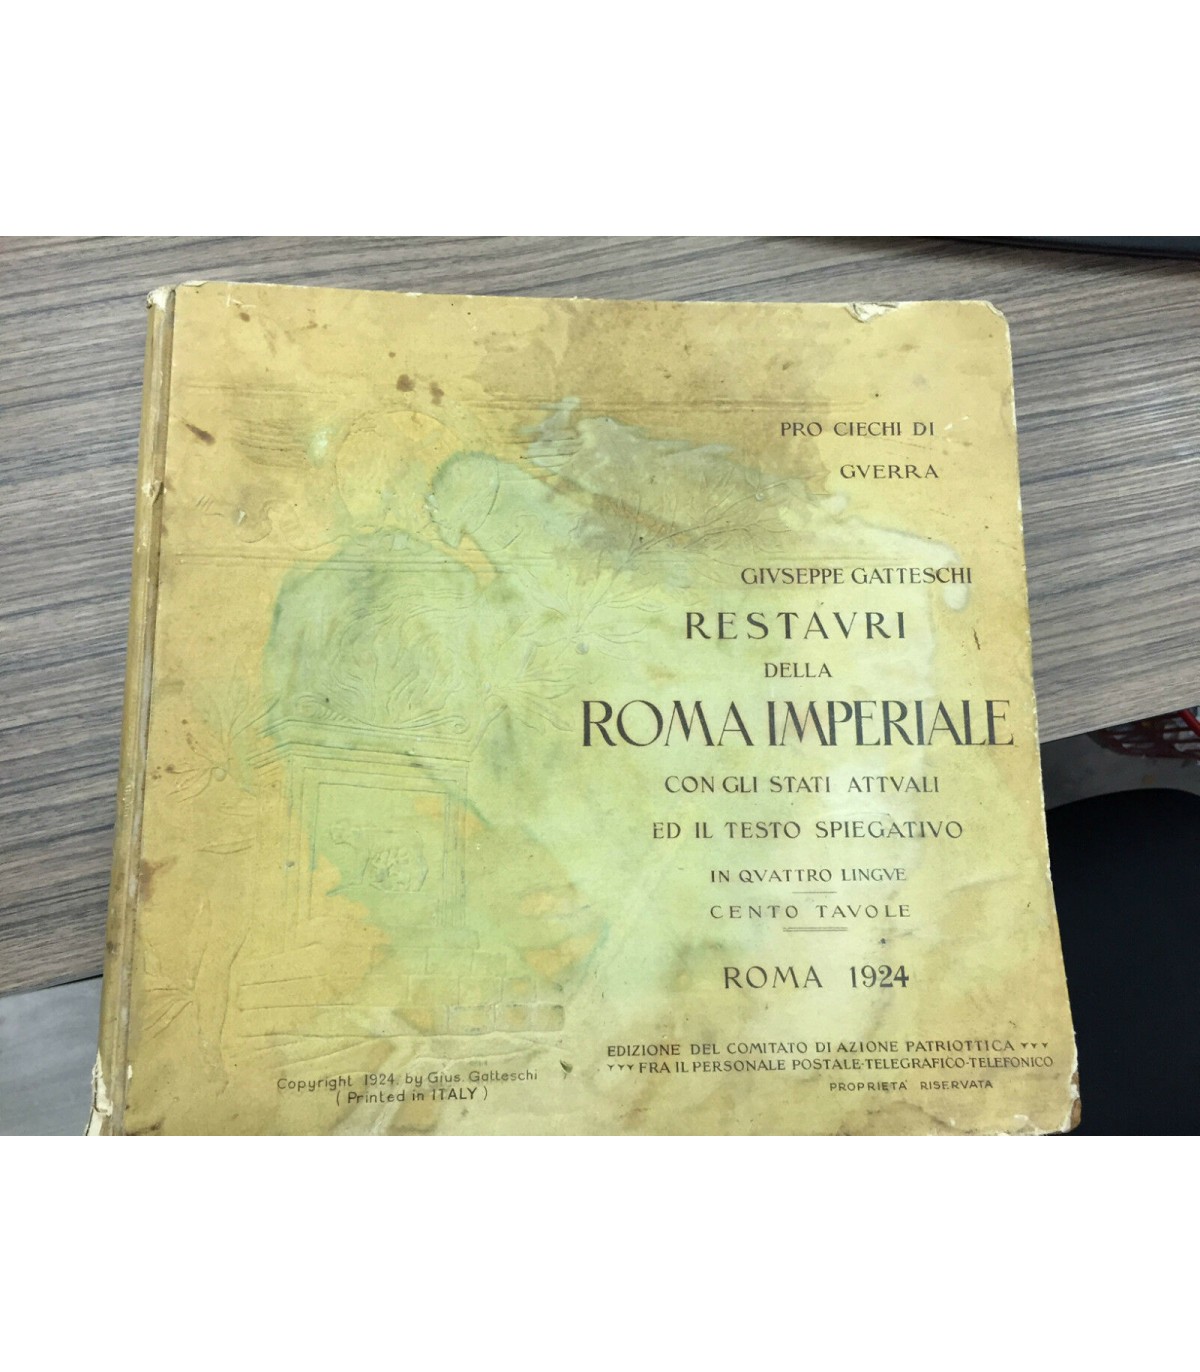 PRO CIECHI DI
GVERRA
GIVSEPPE GATTESCHI
RESTAVRI
DELLA
ROMA IMPERIALE
CON GLI STATI ATTVALI
ED IL TESTO SPIEGATIVO
IN QVATTRO LINGVE
CENTO TAVOLE
ROMA 1924
EDIZIONE DEL COMITATO DI AZIONE PATRIOTTICA
FRA IL PERSONALE POSTALE-TELEGRAFICO-TELEFONICO
PROPRIETA' RISERVATA
Copyright 1924. by Gius. Gatteschi
( Printed in ITALY )